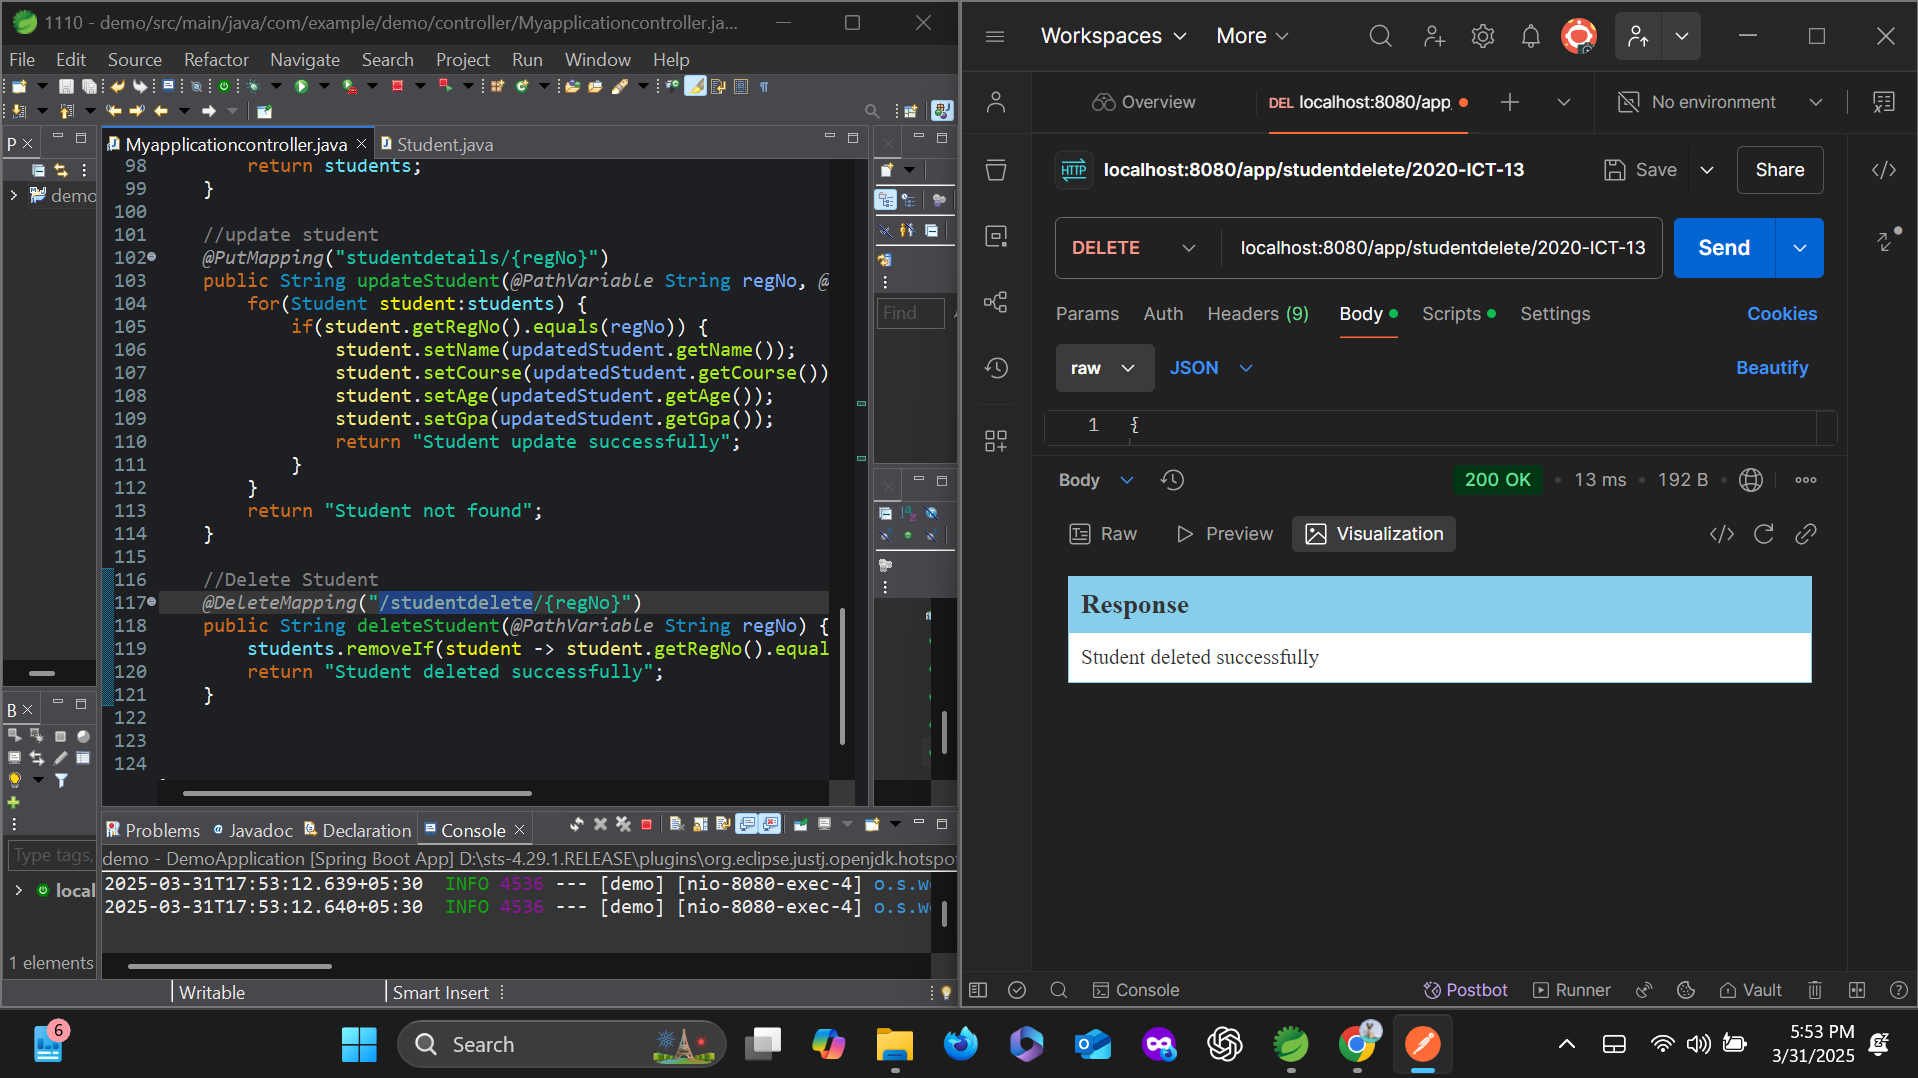 1110 - demo/src/main/java/com/example/demo/controller/Myapplicationcontroller.ja...
File Edit Source Refactor Navigate Search Project Run Window Help
P
Myapplicationcontroller.java
Student.java
demo
98 return students;
99 }
100
101 //update student
102 @PutMapping("studentdetails/{regNo}")
103 public String updateStudent(@PathVariable String regNo, @
104 for(Student student:students) {
105 if(student.getRegNo().equals(regNo)) {
106 student.setName(updatedStudent.getName());
107 student.setCourse(updatedStudent.getCourse())
108 student.setAge(updatedStudent.getAge());
109 student.setGpa(updatedStudent.getGpa());
110 return "Student update successfully";
111 }
112 }
113 return "Student not found";
114 }
115
116 //Delete Student
117 @DeleteMapping("/studentdelete/{regNo}")
118 public String deleteStudent(@PathVariable String regNo) {
119 students.removeIf(student -> student.getRegNo().equal
120 return "Student deleted successfully";
121 }
122
123
124
Find
B
Type tags,
local
1 elements
Problems
Javadoc
Declaration
Console
demo - DemoApplication [Spring Boot App] D:\sts-4.29.1.RELEASE\plugins\org.eclipse.justj.openjdk.hotspo
2025-03-31T17:53:12.639+05:30 INFO 4536 --- [demo] [nio-8080-exec-4] o.s.w
2025-03-31T17:53:12.640+05:30 INFO 4536 --- [demo] [nio-8080-exec-4] o.s.w
Writable
Smart Insert
Workspaces
More
Overview
DEL localhost:8080/app
No environment
HTTP
localhost:8080/app/studentdelete/2020-ICT-13
Save
Share
DELETE
localhost:8080/app/studentdelete/2020-ICT-13
Send
Params Auth Headers (9) Body Scripts Settings
Cookies
raw
JSON
Beautify
1 {
Body
200 OK • 13 ms • 192 B
Raw
Preview
Visualization
Response
Student deleted successfully
Console
Postbot
Runner
Vault
6
Search
5:53 PM
3/31/2025